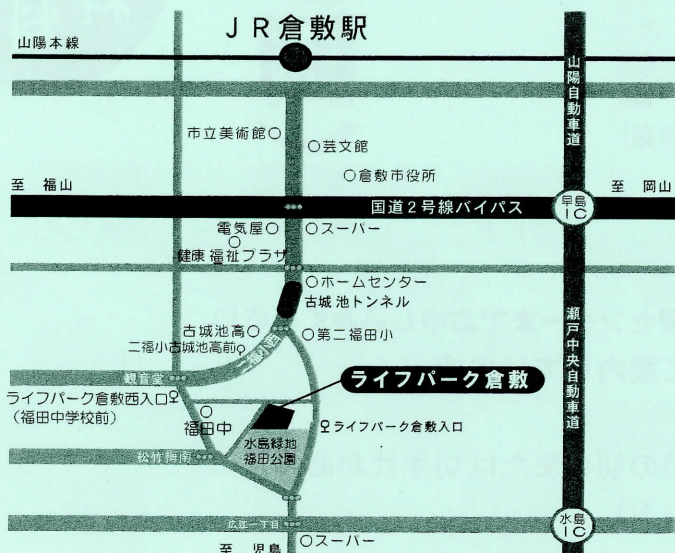 JR倉敷駅
山陽本線
山陽自動車道
市立美術館
芸文館
倉敷市役所
至 福山
至 岡山
国道2号線バイパス
早島
IC
電気屋
スーパー
健康福祉プラザ
ホームセンター
古城池トンネル
古城池高
第二福田小
二福小古城池高前
二福小西
瀬戸中央自動車道
観音堂
ライフパーク倉敷
ライフパーク倉敷西入口
(福田中学校前)
福田中
ライフパーク倉敷入口
水島緑地
福田公園
松竹梅南
広江一丁目
水島
IC
スーパー
至 児島